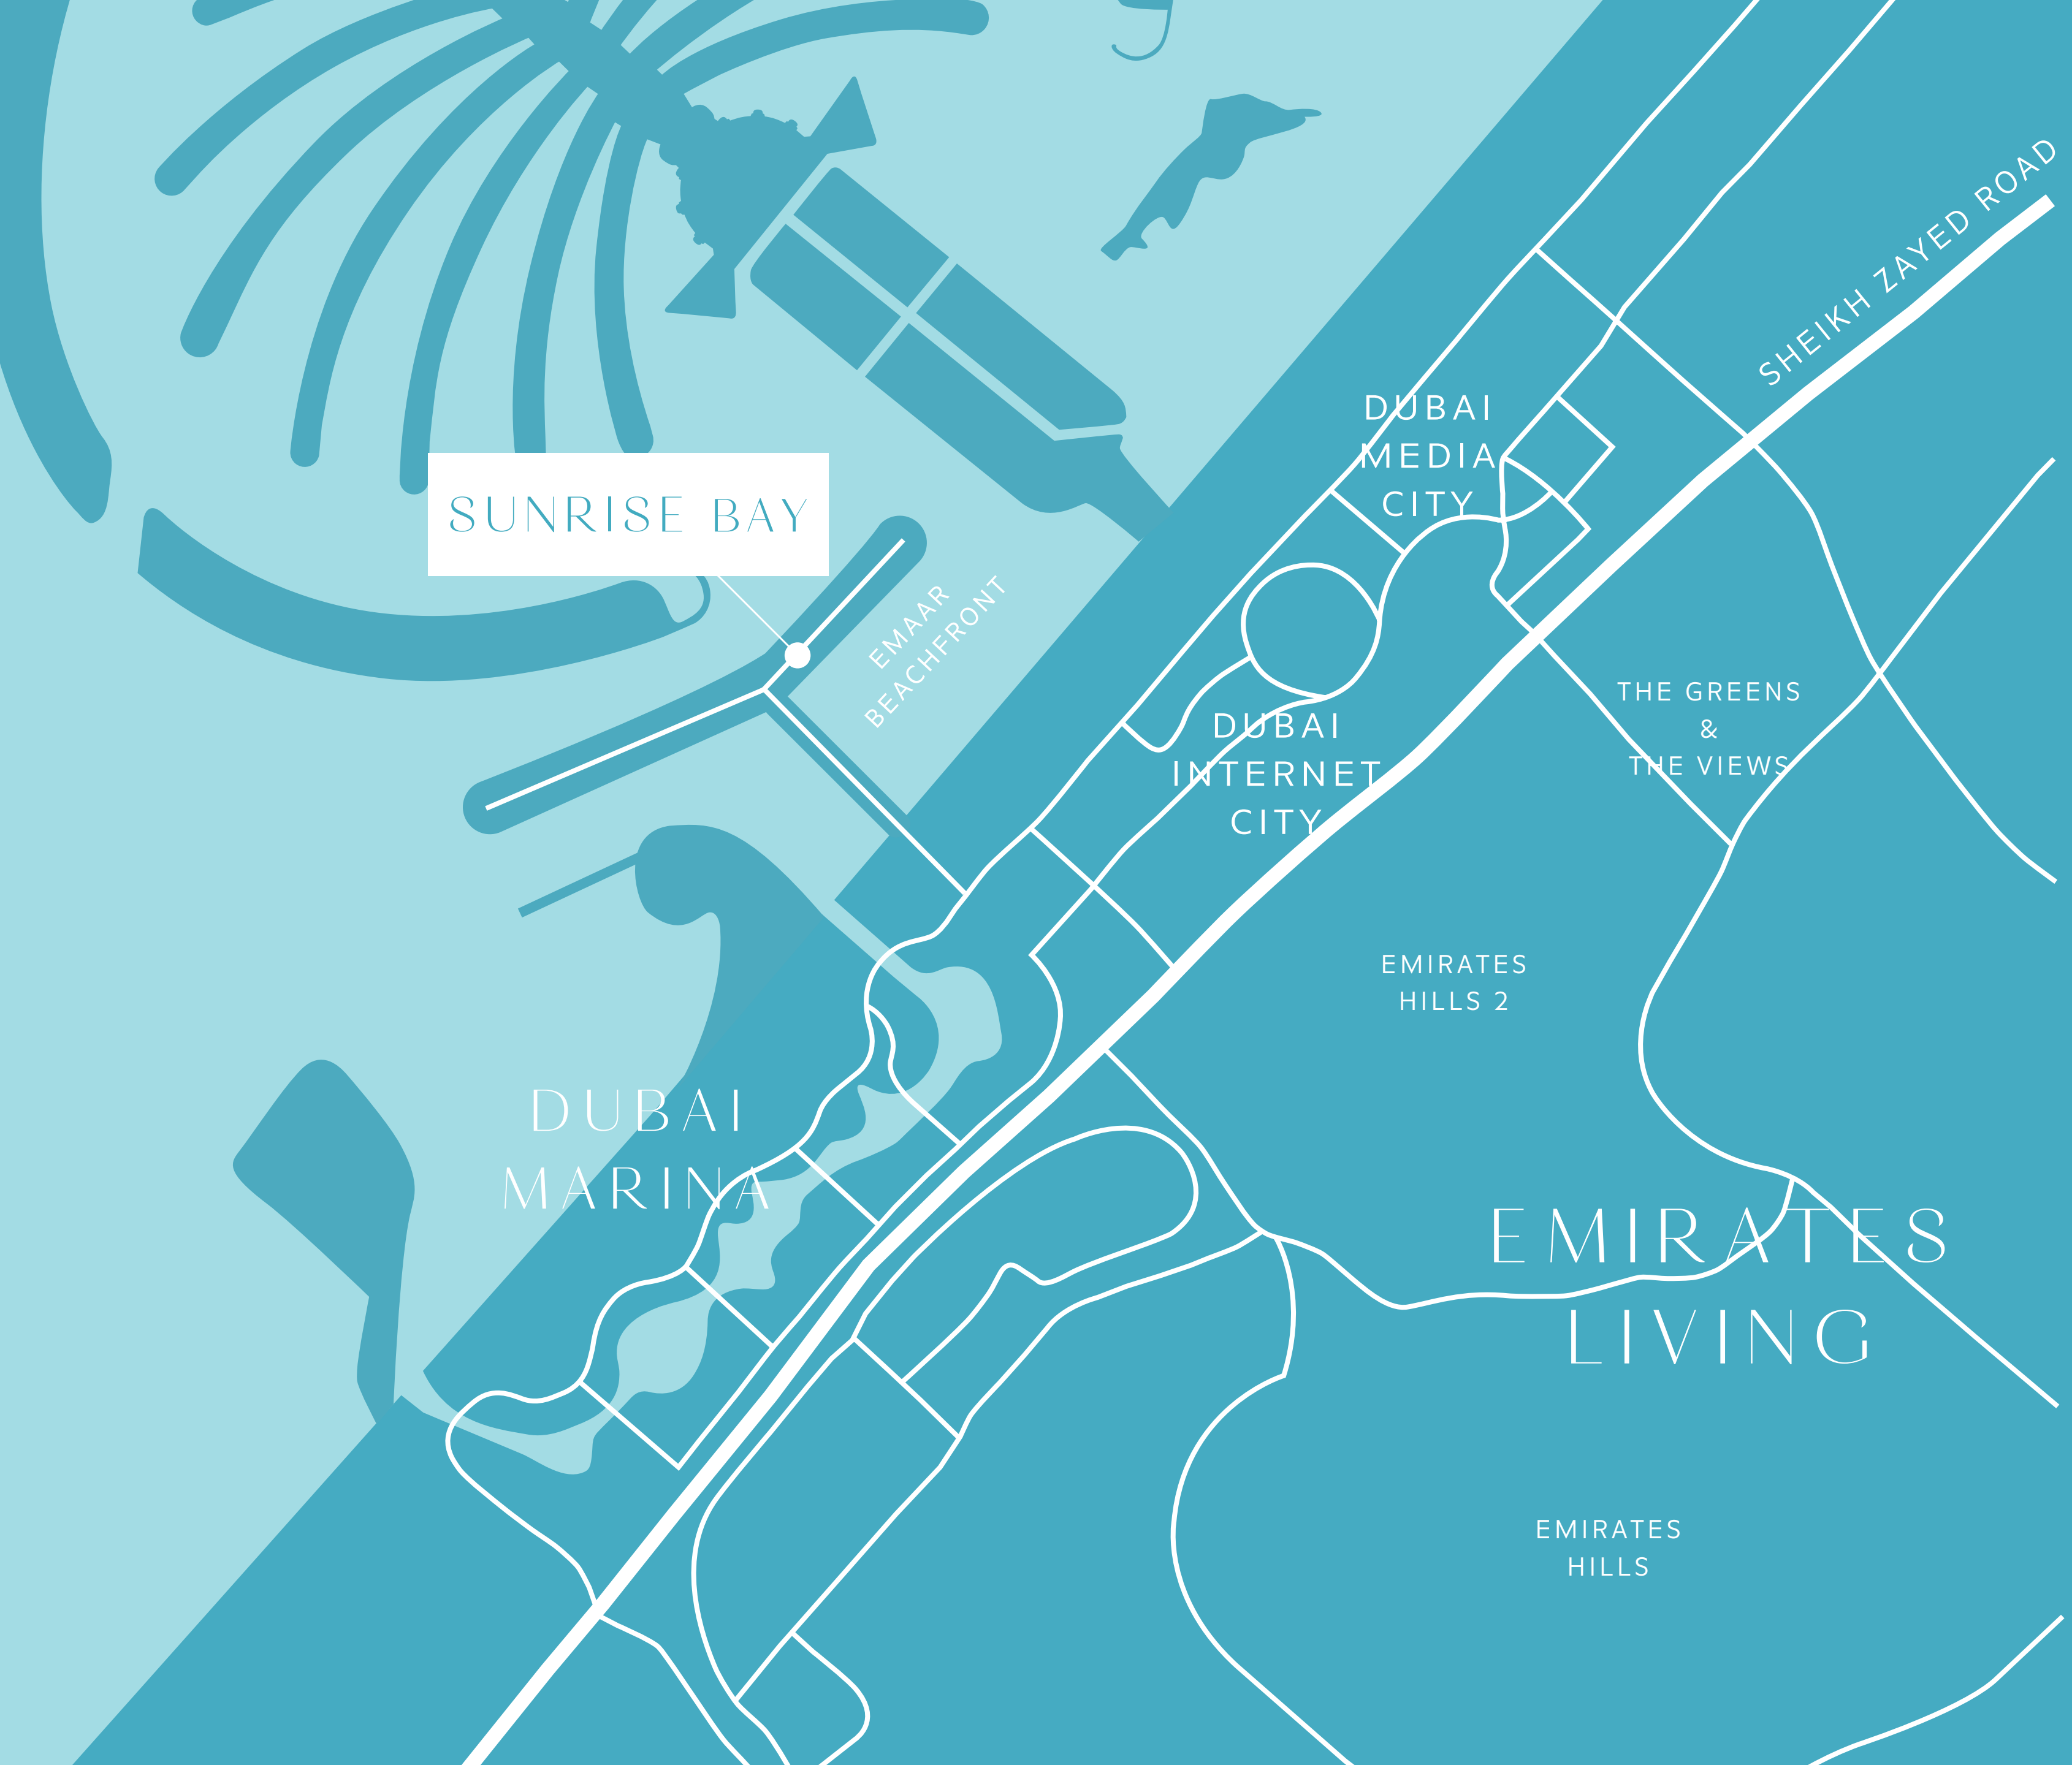 SHEIKH ZAYED ROAD
DUBAI
MEDIA
CITY
SUNRISE BAY
EMAAR
BEACHFRONT
THE GREENS
&
THE VIEWS
DUBAI
INTERNET
CITY
EMIRATES
HILLS 2
DUBAI
MARINA
EMIRATES
LIVING
EMIRATES
HILLS